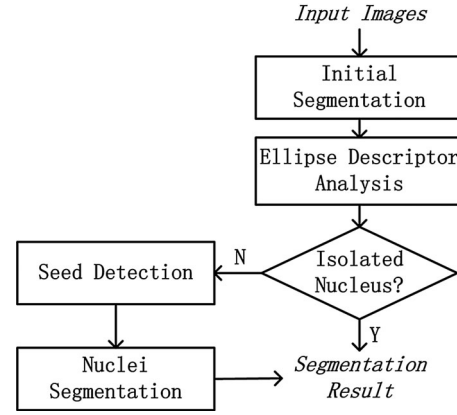 Input Images
Initial
Segmentation
Ellipse Descriptor
Analysis
Isolated
Nucleus?
N
Y
Seed Detection
Nuclei
Segmentation
Segmentation
Result